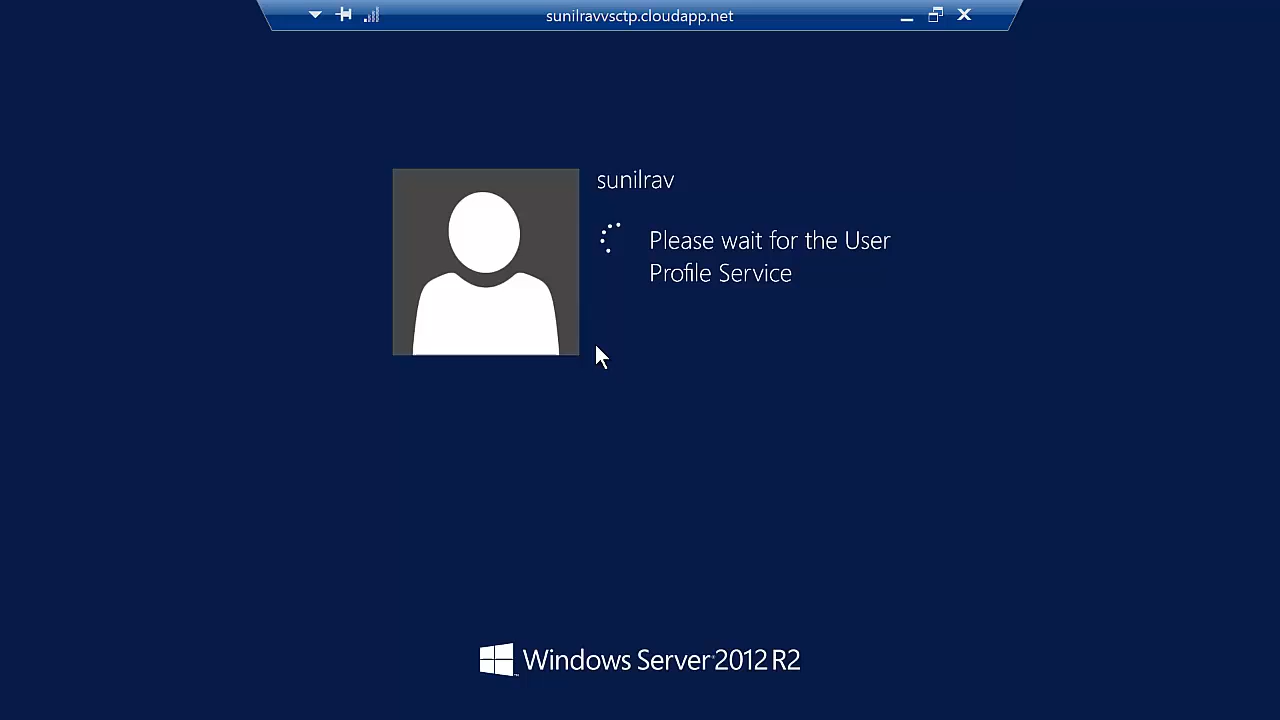 sunilravvsctp.cloudapp.net
sunilrav
Please wait for the User
Profile Service
Windows Server 2012 R2